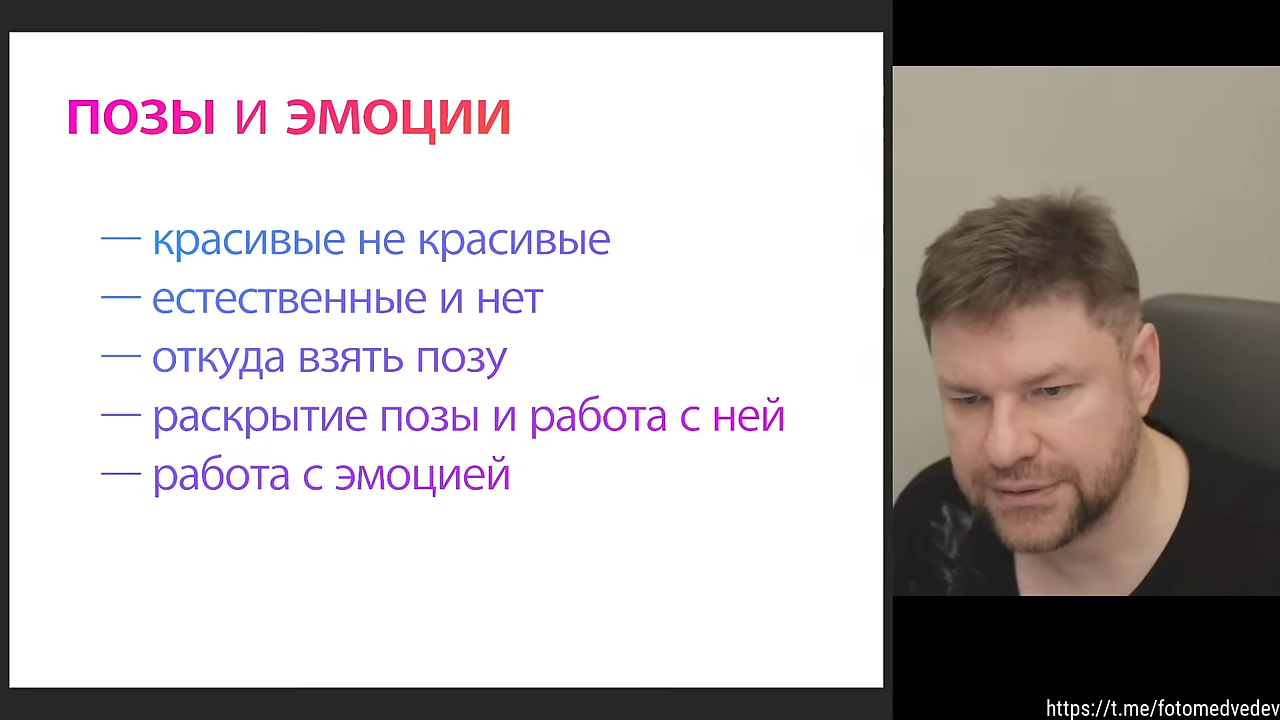 позы и эмоции
— красивые не красивые
— естественные и нет
— откуда взять позу
— раскрытие позы и работа с ней
— работа с эмоцией
https://t.me/fotomedvedev